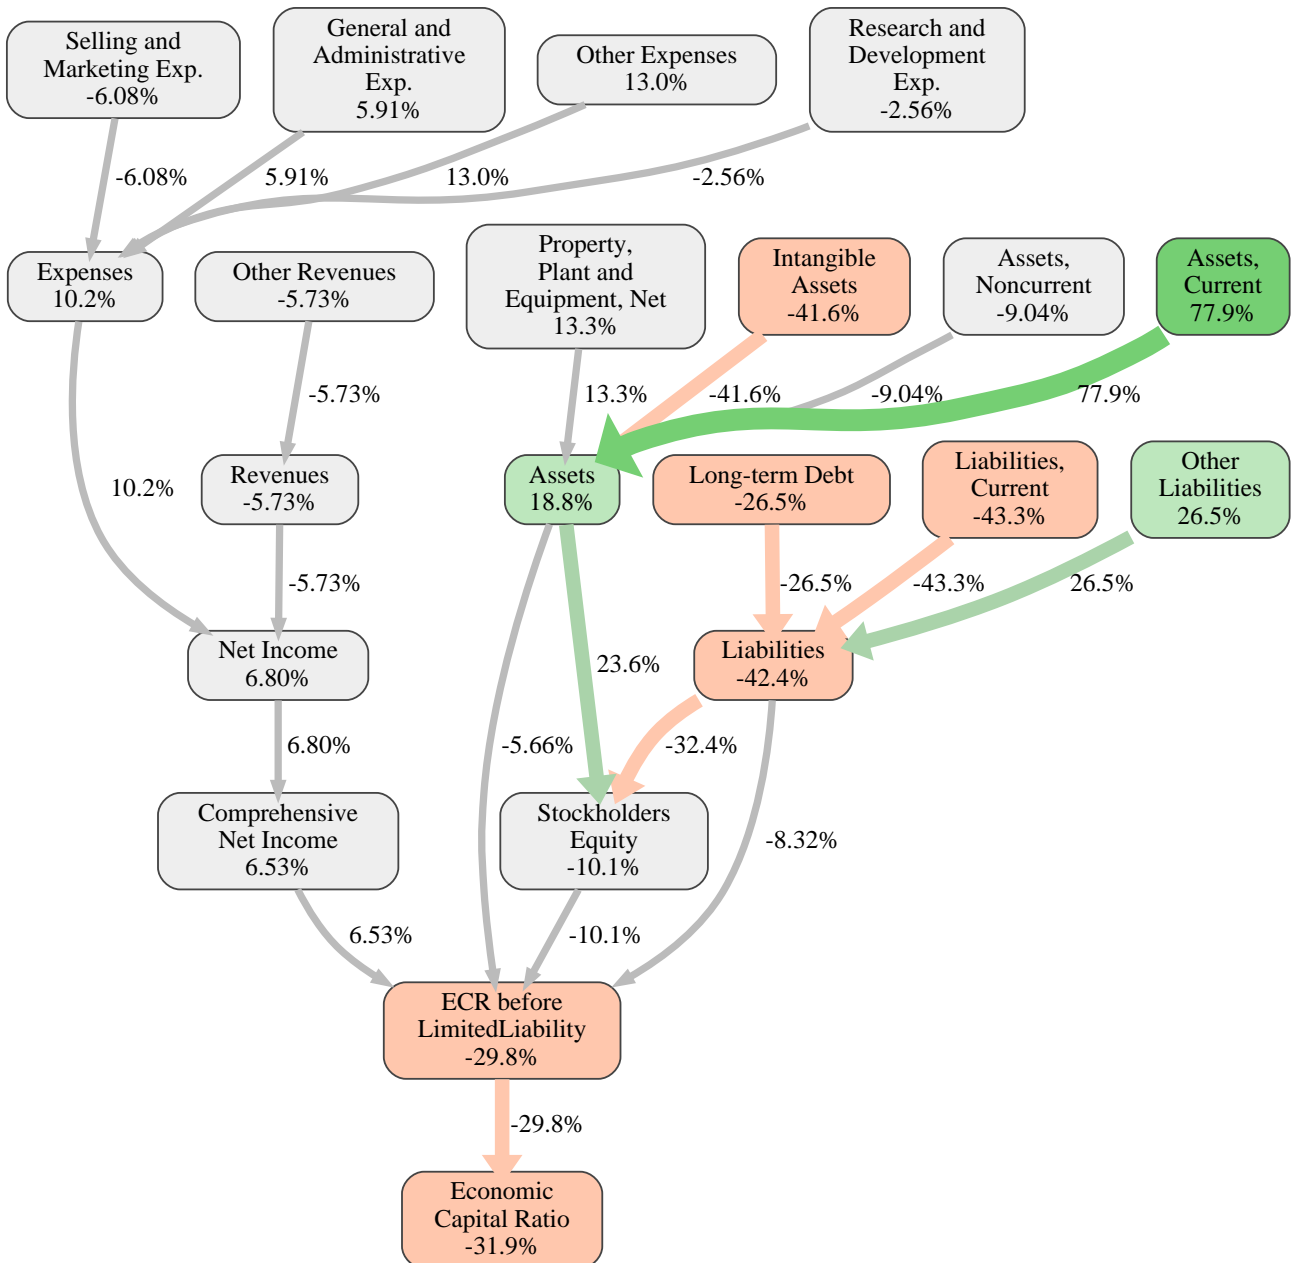 Selling and
Marketing Exp.
-6.08%
General and
Administrative
Exp.
5.91%
Other Expenses
13.0%
Research and
Development
Exp.
-2.56%
-6.08%
5.91%
13.0%
-2.56%
Expenses
10.2%
Other Revenues
-5.73%
Property,
Plant and
Equipment, Net
13.3%
Intangible
Assets
-41.6%
Assets,
Noncurrent
-9.04%
Assets,
Current
77.9%
-5.73%
13.3%
-41.6%
-9.04%
77.9%
10.2%
Revenues
-5.73%
Assets
18.8%
Long-term Debt
-26.5%
Liabilities,
Current
-43.3%
Other
Liabilities
26.5%
-5.73%
-26.5%
-43.3%
26.5%
Net Income
6.80%
23.6%
Liabilities
-42.4%
6.80%
-5.66%
-32.4%
Comprehensive
Net Income
6.53%
Stockholders
Equity
-10.1%
-8.32%
6.53%
-10.1%
ECR before
LimitedLiability
-29.8%
-29.8%
Economic
Capital Ratio
-31.9%